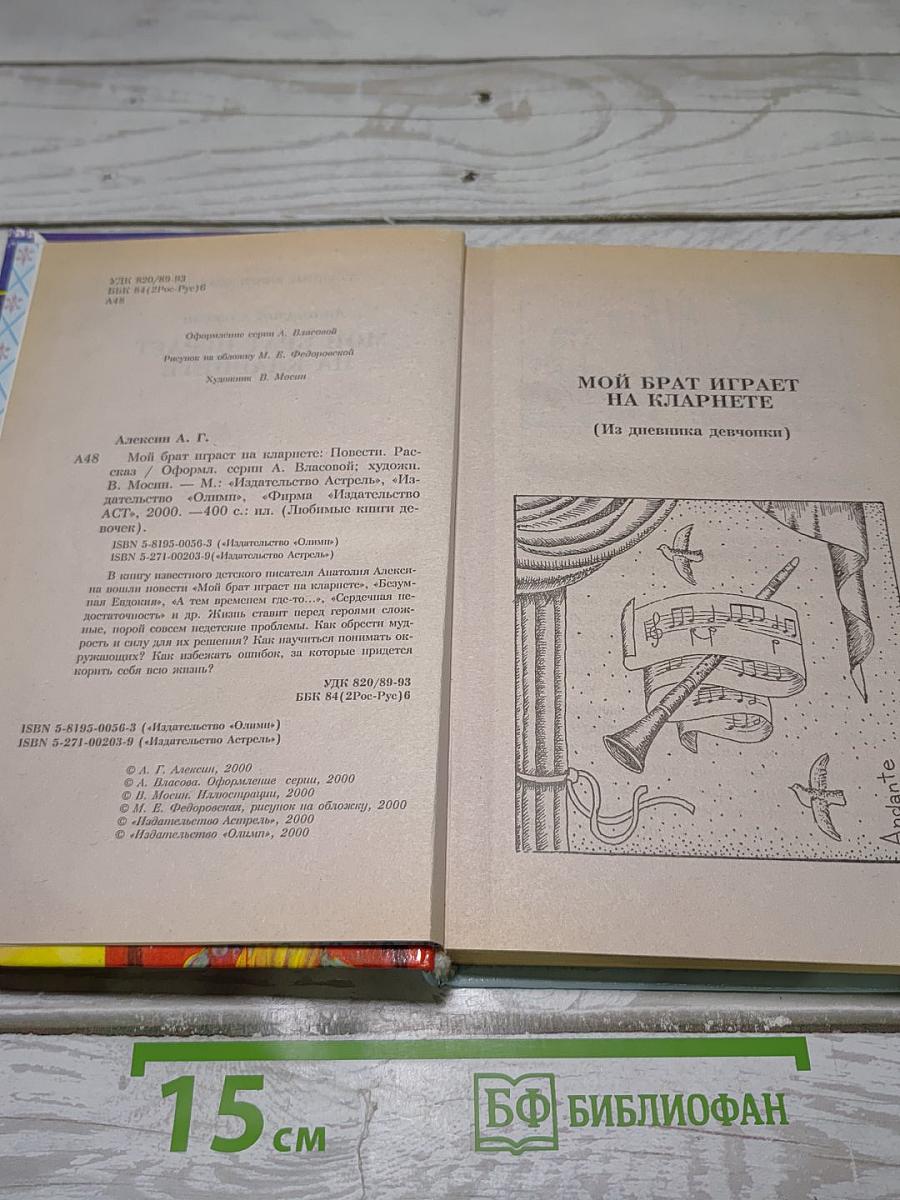 УДК 820/89-93
ББК 84(2Рос-Рус)6
А48
Оформление серии А. Власовой
Рисунок на обложку М. Е. Федоровской
Художник В. Мосин
Алексин А. Г.
А48 Мой брат играет на кларнете: Повести. Рас-
сказ / Оформл. серии А. Власовой; художн.
В. Мосин. — М.: «Издательство Астрель», «Из-
дательство «Олимп», «Фирма «Издательство
АСТ», 2000. —400 с.: ил. (Любимые книги де-
вочек).
ISBN 5-8195-0056-3 («Издательство «Олимп»)
ISBN 5-271-00203-9(«Издательство Астрель»)
В книгу известного детского писателя Анатолия Алекси-
на вошли повести «Мой брат играет на кларнете», «Безум-
ная Евдокия», «А тем временем где-то...», «Сердечная не-
достаточность» и др. Жизнь ставит перед героями слож-
ные, порой совсем недетские проблемы. Как обрести муд-
рость и силу для их решения? Как научиться понимать ок-
ружающих? Как избежать ошибок, за которые придется
корить себя всю жизнь?
УДК 820/89-93
ББК 84(2Рос-Рус)6
ISBN 5-8195-0056-3 («Издательство «Олимп»)
ISBN 5-271-00203-9 («Издательство Астрель»)
© А. Г. Алексин, 2000
© А. Власова. Оформление серии, 2000
© В. Мосин. Иллюстрации, 2000
© М. Е. Федоровская, рисунок на обложку, 2000
© «Издательство Астрель», 2000
© «Издательство «Олимп», 2000
МОЙ БРАТ ИГРАЕТ
НА КЛАРНЕТЕ
(Из дневника девчонки)
Andante
15 см
БФ БИБЛИОФАН